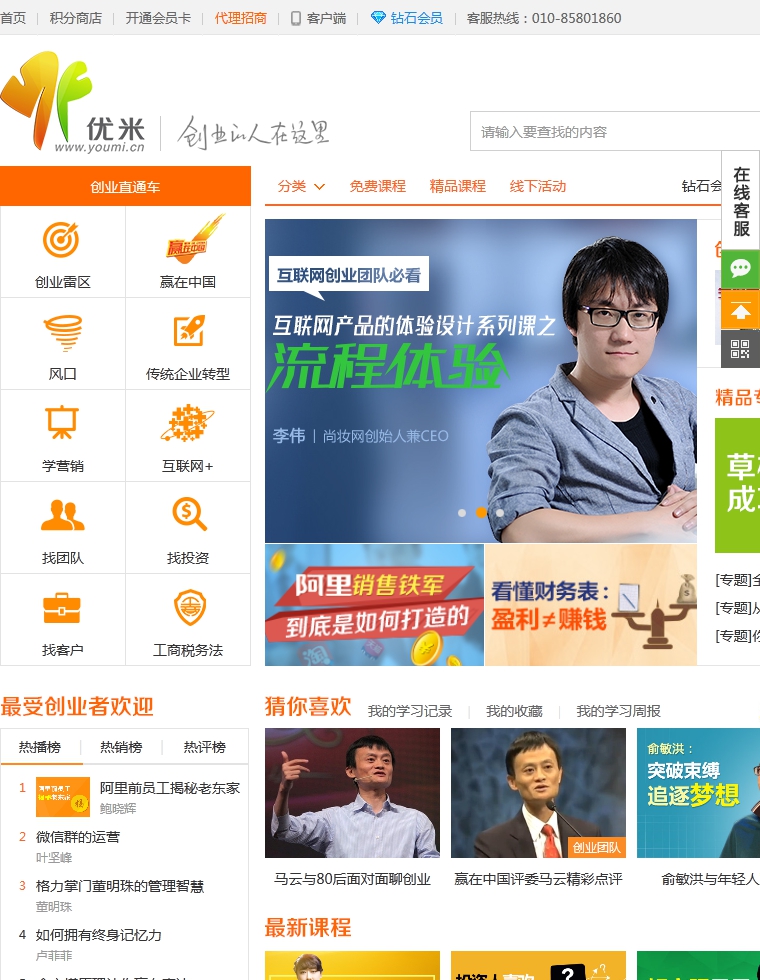 首页 积分商店 开通会员卡 代理招商 客户端 钻石会员 客服热线：010-85801860
优米
www.youmi.cn
创业的人在这里
请输入要查找的内容
在线客服
创业直通车
分类 免费课程 精品课程 线下活动 钻石会
创业雷区 赢在中国
风口 传统企业转型
学营销 互联网+
找团队 找投资
找客户 工商税务法
互联网创业团队必看
互联网产品的体验设计系列课之
流程体验
李伟 | 尚妆网创始人兼CEO
阿里销售铁军
到底是如何打造的
看懂财务表：
盈利≠赚钱
精品专
草根
成功
[专题]全
[专题]从
[专题]你
最受创业者欢迎
热播榜 热销榜 热评榜
1 阿里前员工揭秘老东家
鲍晓辉
2 微信群的运营
叶坚峰
3 格力掌门董明珠的管理智慧
董明珠
4 如何拥有终身记忆力
卢菲菲
猜你喜欢 我的学习记录 我的收藏 我的学习周报
创业团队
俞敏洪：
突破束缚
追逐梦想
马云与80后面对面聊创业
赢在中国评委马云精彩点评
俞敏洪与年轻人
最新课程